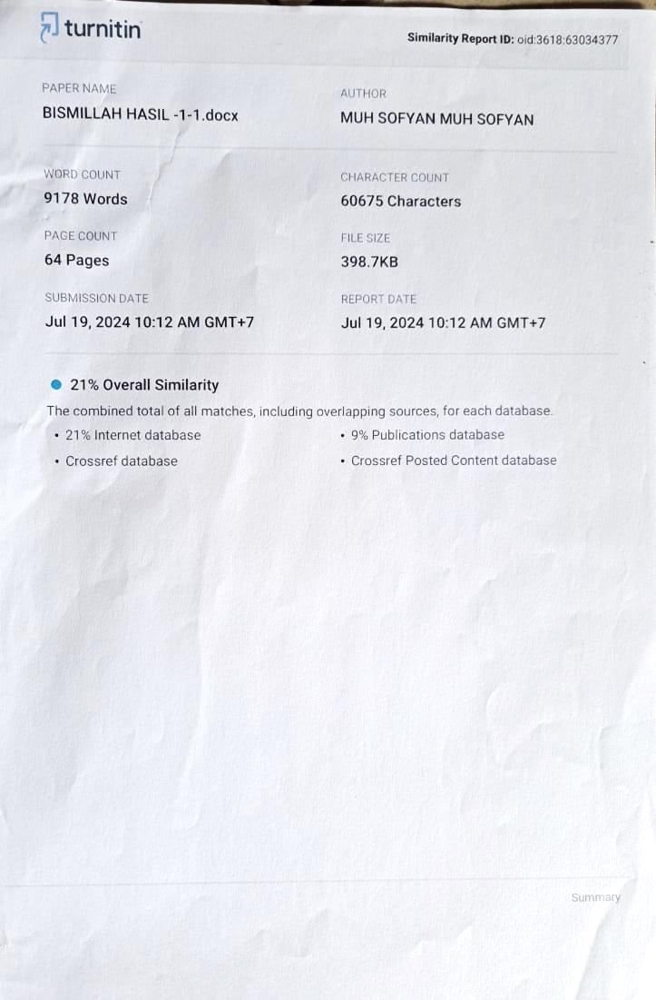 turnitin
Similarity Report ID: oid:3618:63034377
PAPER NAME
BISMILLAH HASIL -1-1.docx
AUTHOR
MUH SOFYAN MUH SOFYAN
WORD COUNT
9178 Words
CHARACTER COUNT
60675 Characters
PAGE COUNT
64 Pages
FILE SIZE
398.7KB
SUBMISSION DATE
Jul 19, 2024 10:12 AM GMT+7
REPORT DATE
Jul 19, 2024 10:12 AM GMT+7
● 21% Overall Similarity
The combined total of all matches, including overlapping sources, for each database.
• 21% Internet database
• 9% Publications database
• Crossref database
• Crossref Posted Content database
Summary